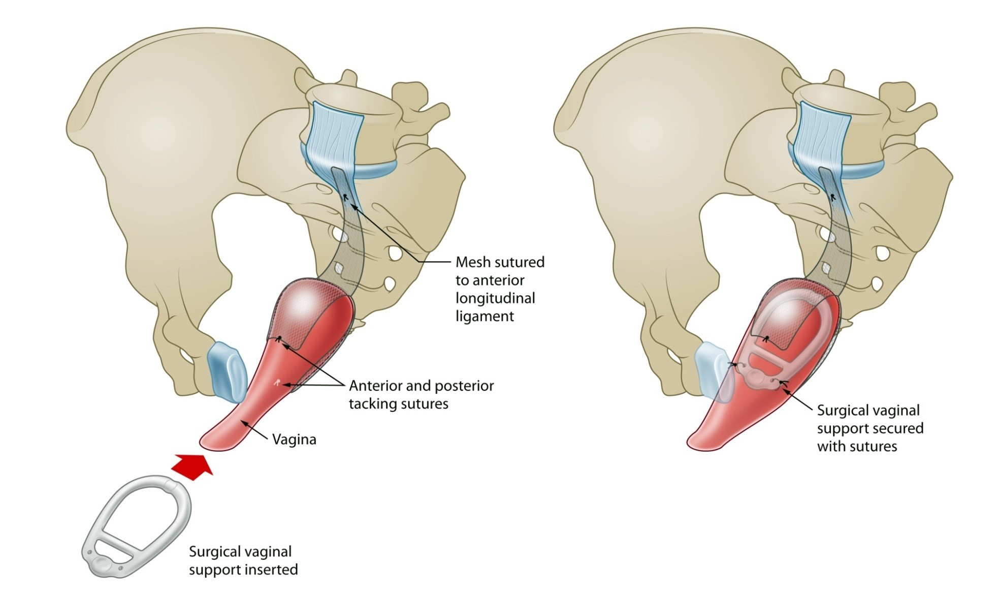 Mesh sutured
to anterior
longitudinal
ligament
Anterior and posterior
tacking sutures
Vagina
Surgical vaginal
support inserted
Surgical vaginal
support secured
with sutures